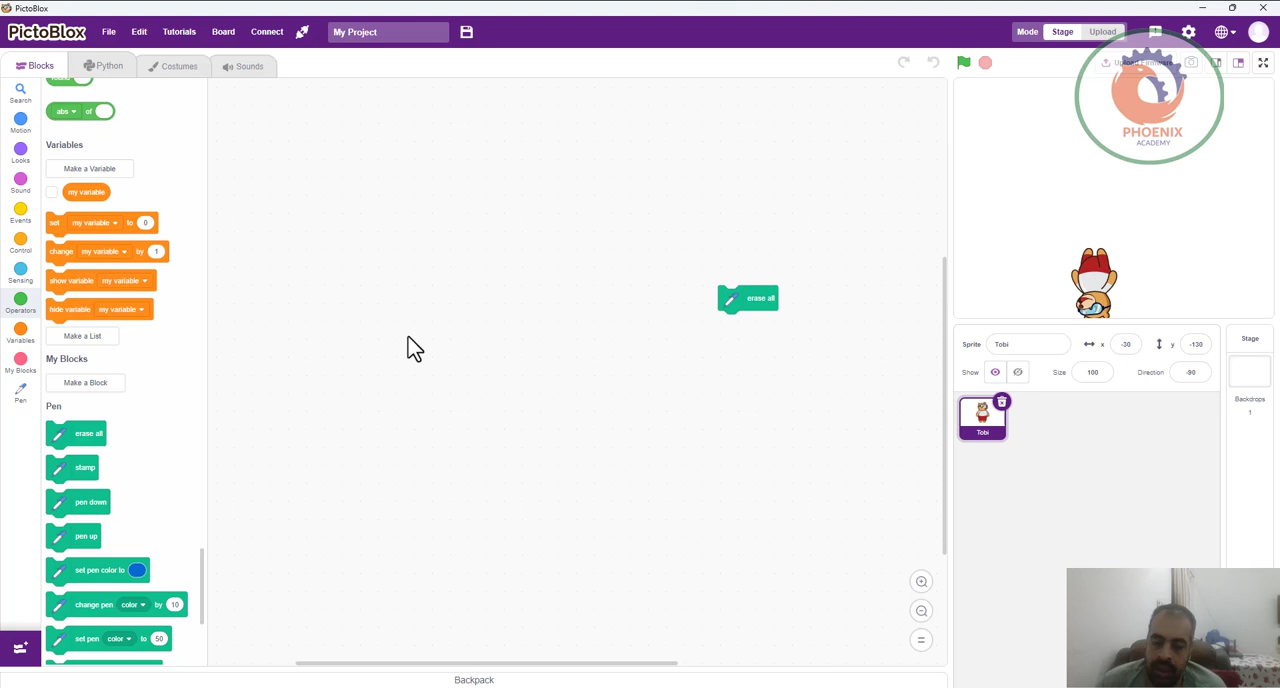 PictoBlox
PictoBlox File Edit Tutorials Board Connect My Project Mode Stage Upload
Blocks Python Costumes Sounds Upload Firmware
Search
Motion
Looks
Sound
Events
Control
Sensing
Operators
Variables
My Blocks
Pen
abs of
Variables
Make a Variable
my variable
set my variable to 0
change my variable by 1
show variable my variable
hide variable my variable
Make a List
My Blocks
Make a Block
Pen
erase all
stamp
pen down
pen up
set pen color to
change pen color by 10
set pen color to 50
erase all
PHOENIX
ACADEMY
Sprite Tobi x -30 y -130
Show Size 100 Direction -90
Tobi
Stage
Backdrops
1
Backpack